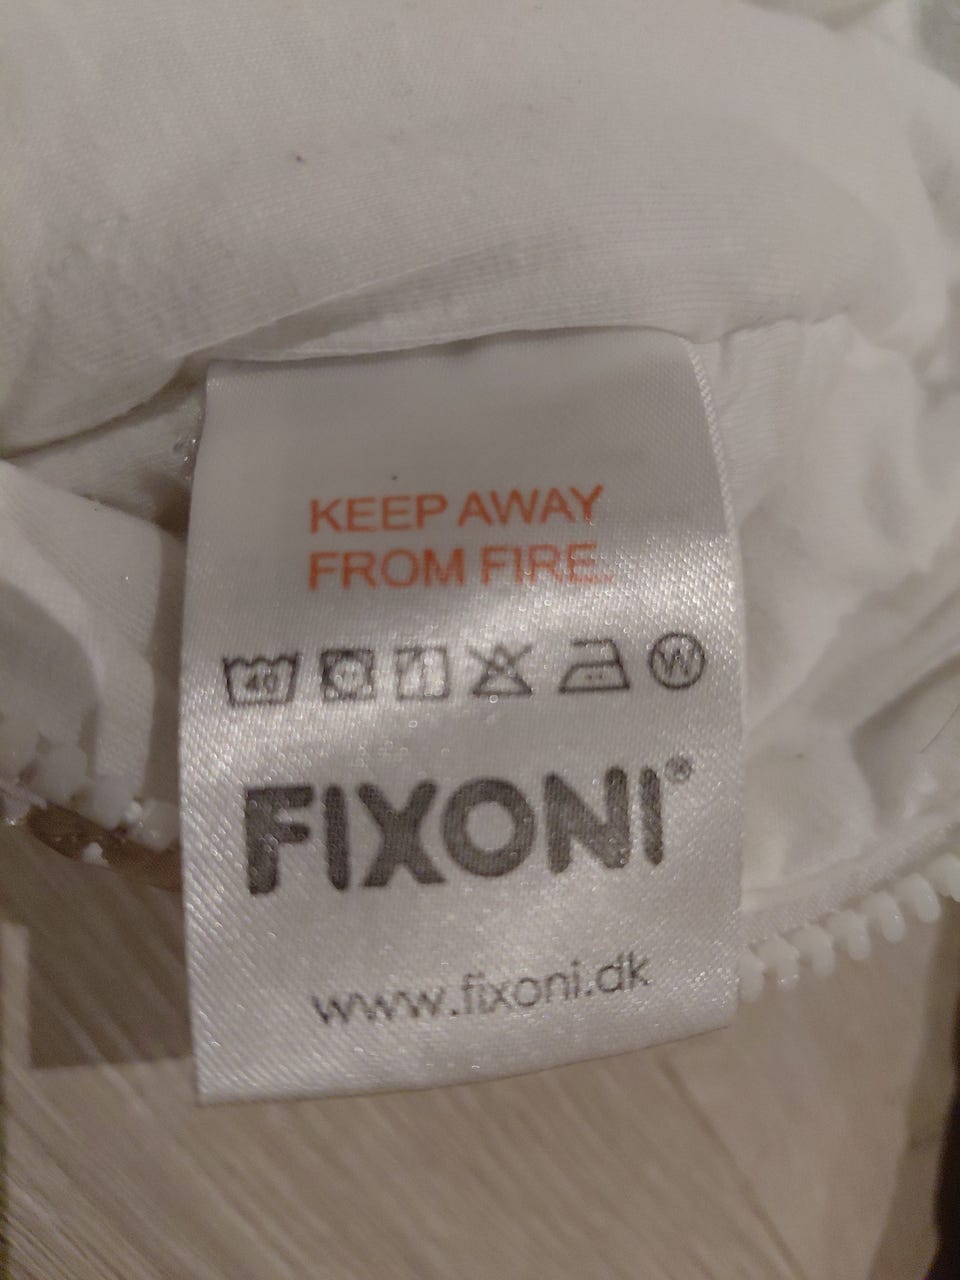 KEEP AWAY
FROM FIRE.
40
W
FIXONI®
www.fixoni.dk